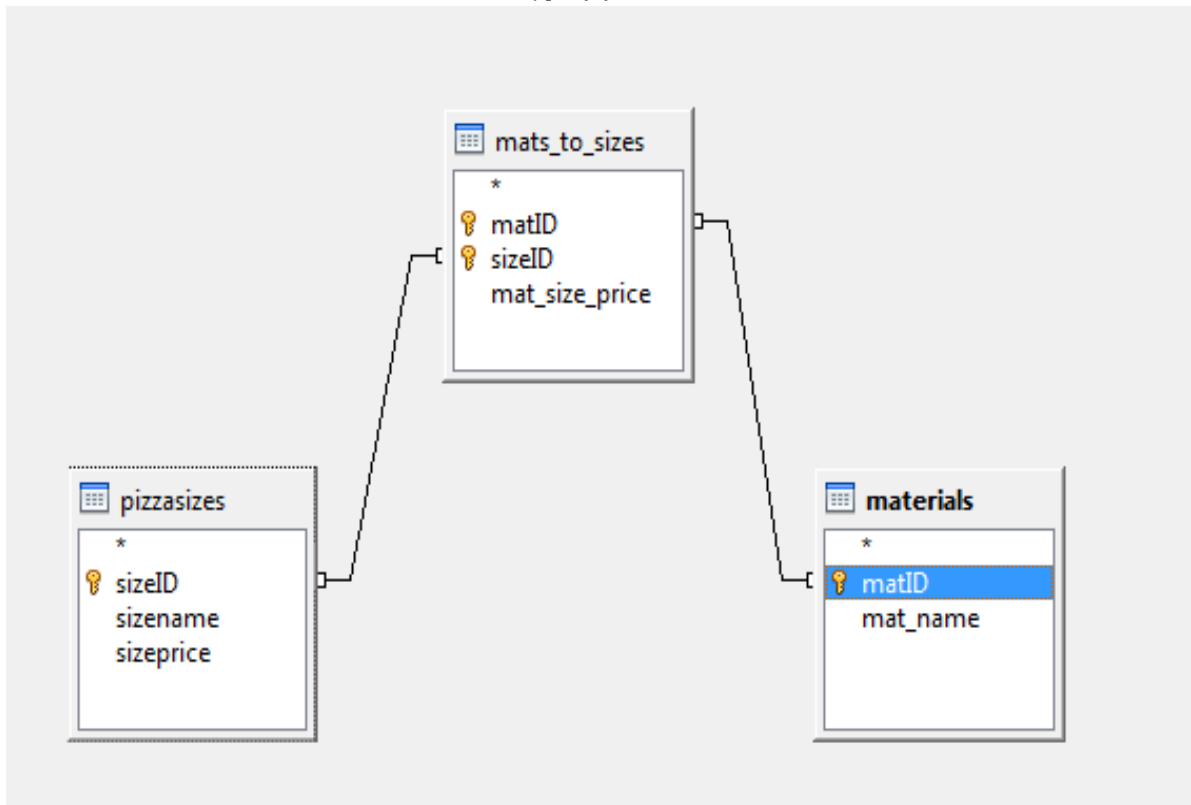 mats_to_sizes
*
matID
sizeID
mat_size_price
pizzasizes
*
sizeID
sizename
sizeprice
materials
*
matID
mat_name